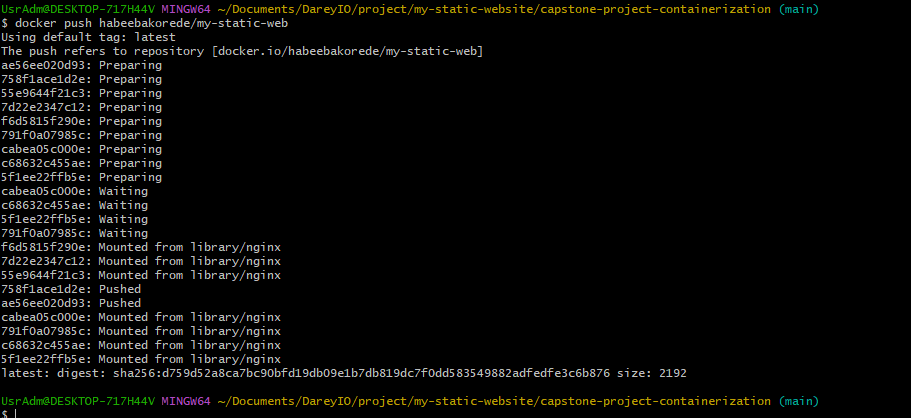 UsrAdm@DESKTOP-717H44V MINGW64 ~/Documents/DareyIO/project/my-static-website/capstone-project-containerization (main)
$ docker push habeebakorede/my-static-web
Using default tag: latest
The push refers to repository [docker.io/habeebakorede/my-static-web]
ae56ee020d93: Preparing
758f1ace1d2e: Preparing
55e9644f21c3: Preparing
7d22e2347c12: Preparing
f6d5815f290e: Preparing
791f0a07985c: Preparing
cabea05c000e: Preparing
c68632c455ae: Preparing
5f1ee22ffb5e: Preparing
cabea05c000e: Waiting
c68632c455ae: Waiting
5f1ee22ffb5e: Waiting
791f0a07985c: Waiting
f6d5815f290e: Mounted from library/nginx
7d22e2347c12: Mounted from library/nginx
55e9644f21c3: Mounted from library/nginx
758f1ace1d2e: Pushed
ae56ee020d93: Pushed
cabea05c000e: Mounted from library/nginx
791f0a07985c: Mounted from library/nginx
c68632c455ae: Mounted from library/nginx
5f1ee22ffb5e: Mounted from library/nginx
latest: digest: sha256:d759d52a8ca7bc90bfd19db09e1b7db819dc7f0dd583549882adfedfe3c6b876 size: 2192
UsrAdm@DESKTOP-717H44V MINGW64 ~/Documents/DareyIO/project/my-static-website/capstone-project-containerization (main)
$